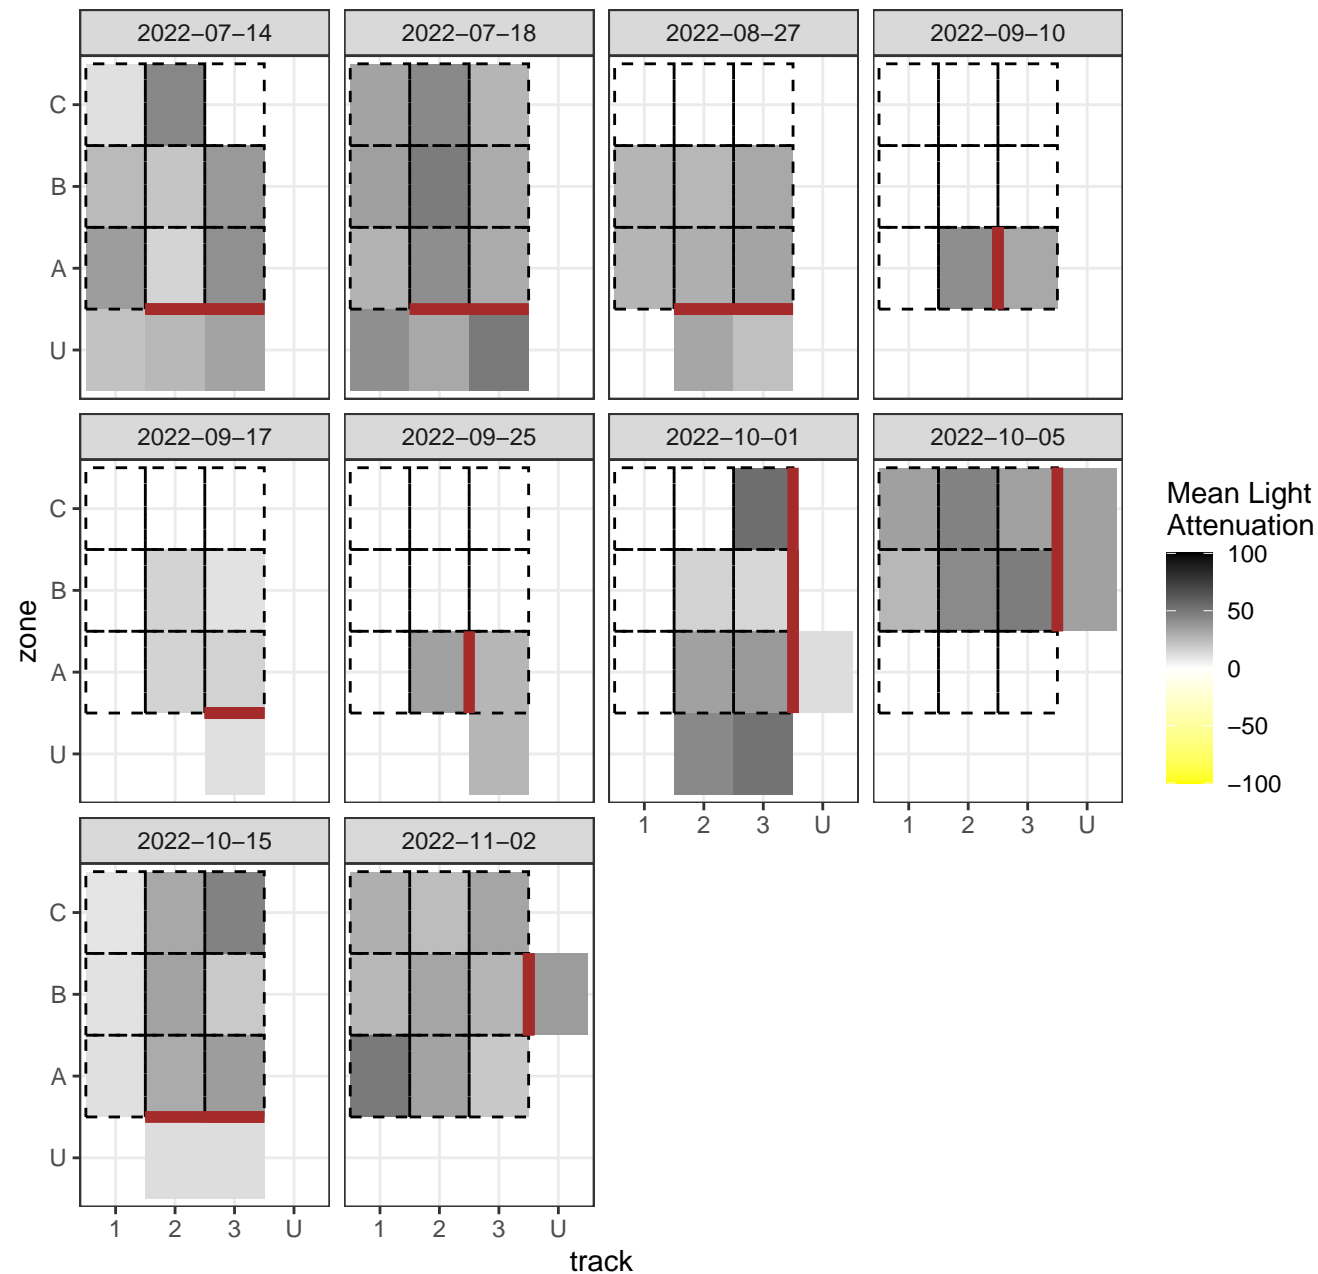 2022−07−14 2022−07−18 2022−08−27 2022−09−10
C
B
A
U
2022−09−17 2022−09−25 2022−10−01 2022−10−05
C
B
A
U
1 2 3 U 1 2 3 U
2022−10−15 2022−11−02
C
B
A
U
1 2 3 U 1 2 3 U
track
zone
Mean Light
Attenuation
100
50
0
−50
−100